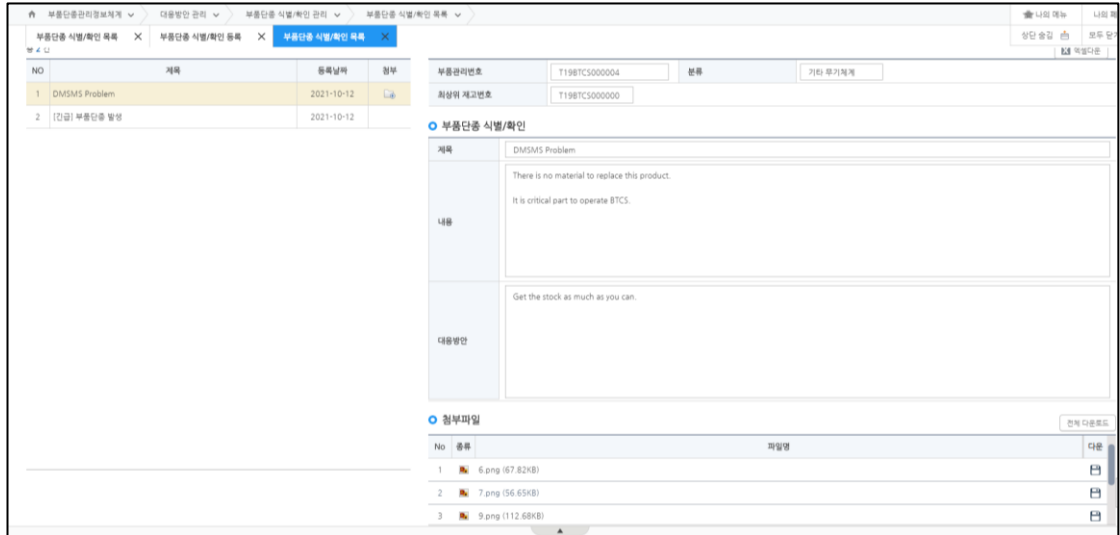 부품단종관리정보체계 대응방안 관리 부품단종 식별/확인 관리 부품단종 식별/확인 목록 나의 메뉴
부품단종 식별/확인 목록 X 부품단종 식별/확인 등록 X 부품단종 식별/확인 목록 X 상단 숨김
엑셀다운
NO 제목 등록날짜 첨부
1 DMSMS Problem 2021-10-12
2 [긴급] 부품단종 발생 2021-10-12
부품관리번호 T19BTCS000004 분류 기타 무기체계
최상위 재고번호 T19BTCS000000
부품단종 식별/확인
제목 DMSMS Problem
내용
There is no material to replace this product.
It is critical part to operate BTCS.
대응방안
Get the stock as much as you can.
첨부파일
전체 다운로드
No 종류 파일명 다운
1 6.png (67.82KB)
2 7.png (56.65KB)
3 9.png (112.68KB)